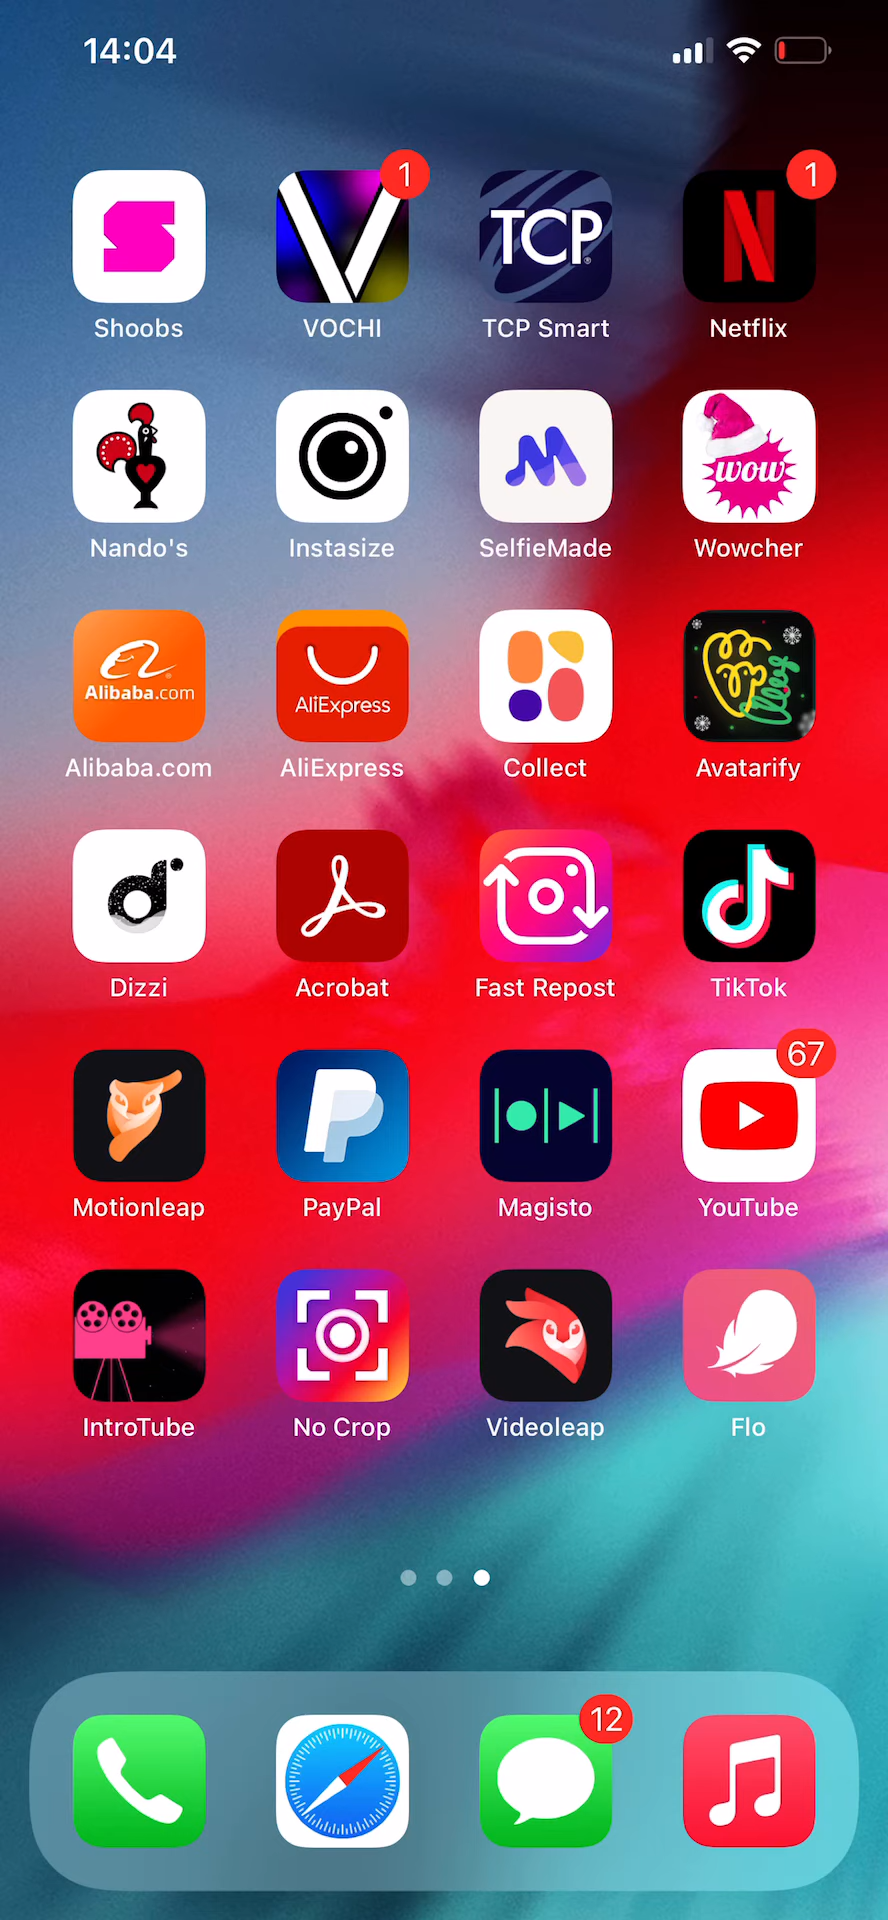 14:04
1
1
TCP
N
Shoobs
VOCHI
TCP Smart
Netflix
wow
Nando's
Instasize
SelfieMade
Wowcher
Alibaba.com
AliExpress
Alibaba.com
AliExpress
Collect
Avatarify
Dizzi
Acrobat
Fast Repost
TikTok
67
Motionleap
PayPal
Magisto
YouTube
IntroTube
No Crop
Videoleap
Flo
12